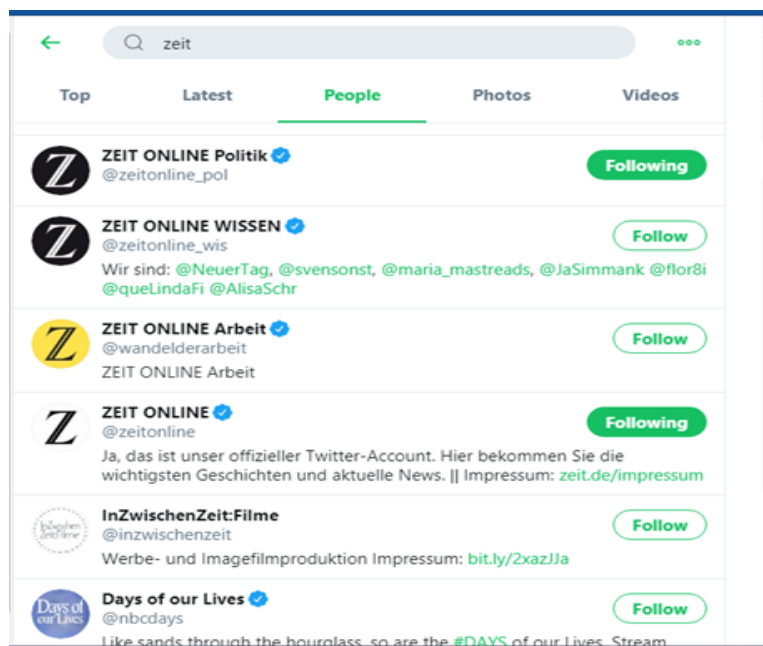 zeit
Top Latest People Photos Videos
ZEIT ONLINE Politik
@zeitonline_pol
Following
ZEIT ONLINE WISSEN
@zeitonline_wis
Follow
Wir sind: @NeuerTag, @svensonst, @maria_mastreads, @JaSimmank @flor8i
@queLindaFi @AlisaSchr
ZEIT ONLINE Arbeit
@wandelderarbeit
Follow
ZEIT ONLINE Arbeit
ZEIT ONLINE
@zeitonline
Following
Ja, das ist unser offizieller Twitter-Account. Hier bekommen Sie die
wichtigsten Geschichten und aktuelle News. || Impressum: zeit.de/impressum
InZwischenZeit:Filme
@inzwischenzeit
Follow
Werbe- und Imagefilmproduktion Impressum: bit.ly/2xazJJa
Days of
our Lives
Days of our Lives
@nbcdays
Follow
Like sands through the hourglass, so are the #DAYS of our Lives. Stream